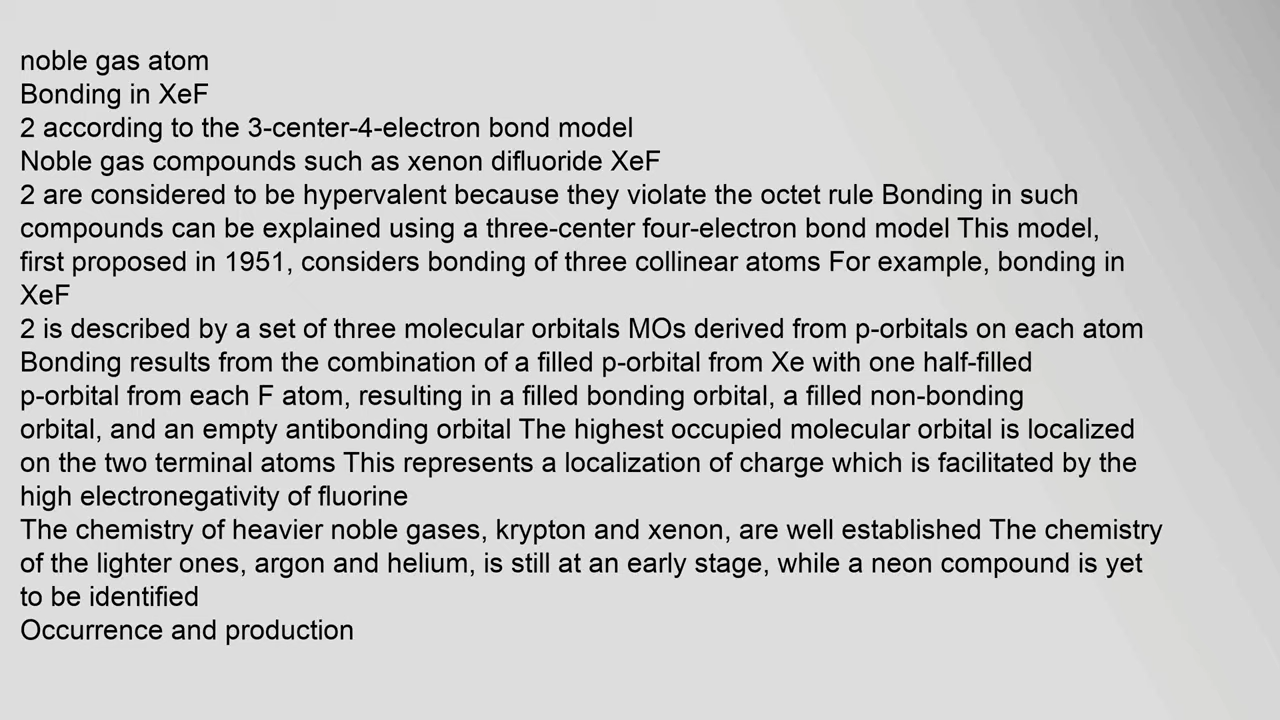 noble gas atom
Bonding in XeF
2 according to the 3-center-4-electron bond model
Noble gas compounds such as xenon difluoride XeF
2 are considered to be hypervalent because they violate the octet rule Bonding in such
compounds can be explained using a three-center four-electron bond model This model,
first proposed in 1951, considers bonding of three collinear atoms For example, bonding in
XeF
2 is described by a set of three molecular orbitals MOs derived from p-orbitals on each atom
Bonding results from the combination of a filled p-orbital from Xe with one half-filled
p-orbital from each F atom, resulting in a filled bonding orbital, a filled non-bonding
orbital, and an empty antibonding orbital The highest occupied molecular orbital is localized
on the two terminal atoms This represents a localization of charge which is facilitated by the
high electronegativity of fluorine
The chemistry of heavier noble gases, krypton and xenon, are well established The chemistry
of the lighter ones, argon and helium, is still at an early stage, while a neon compound is yet
to be identified
Occurrence and production